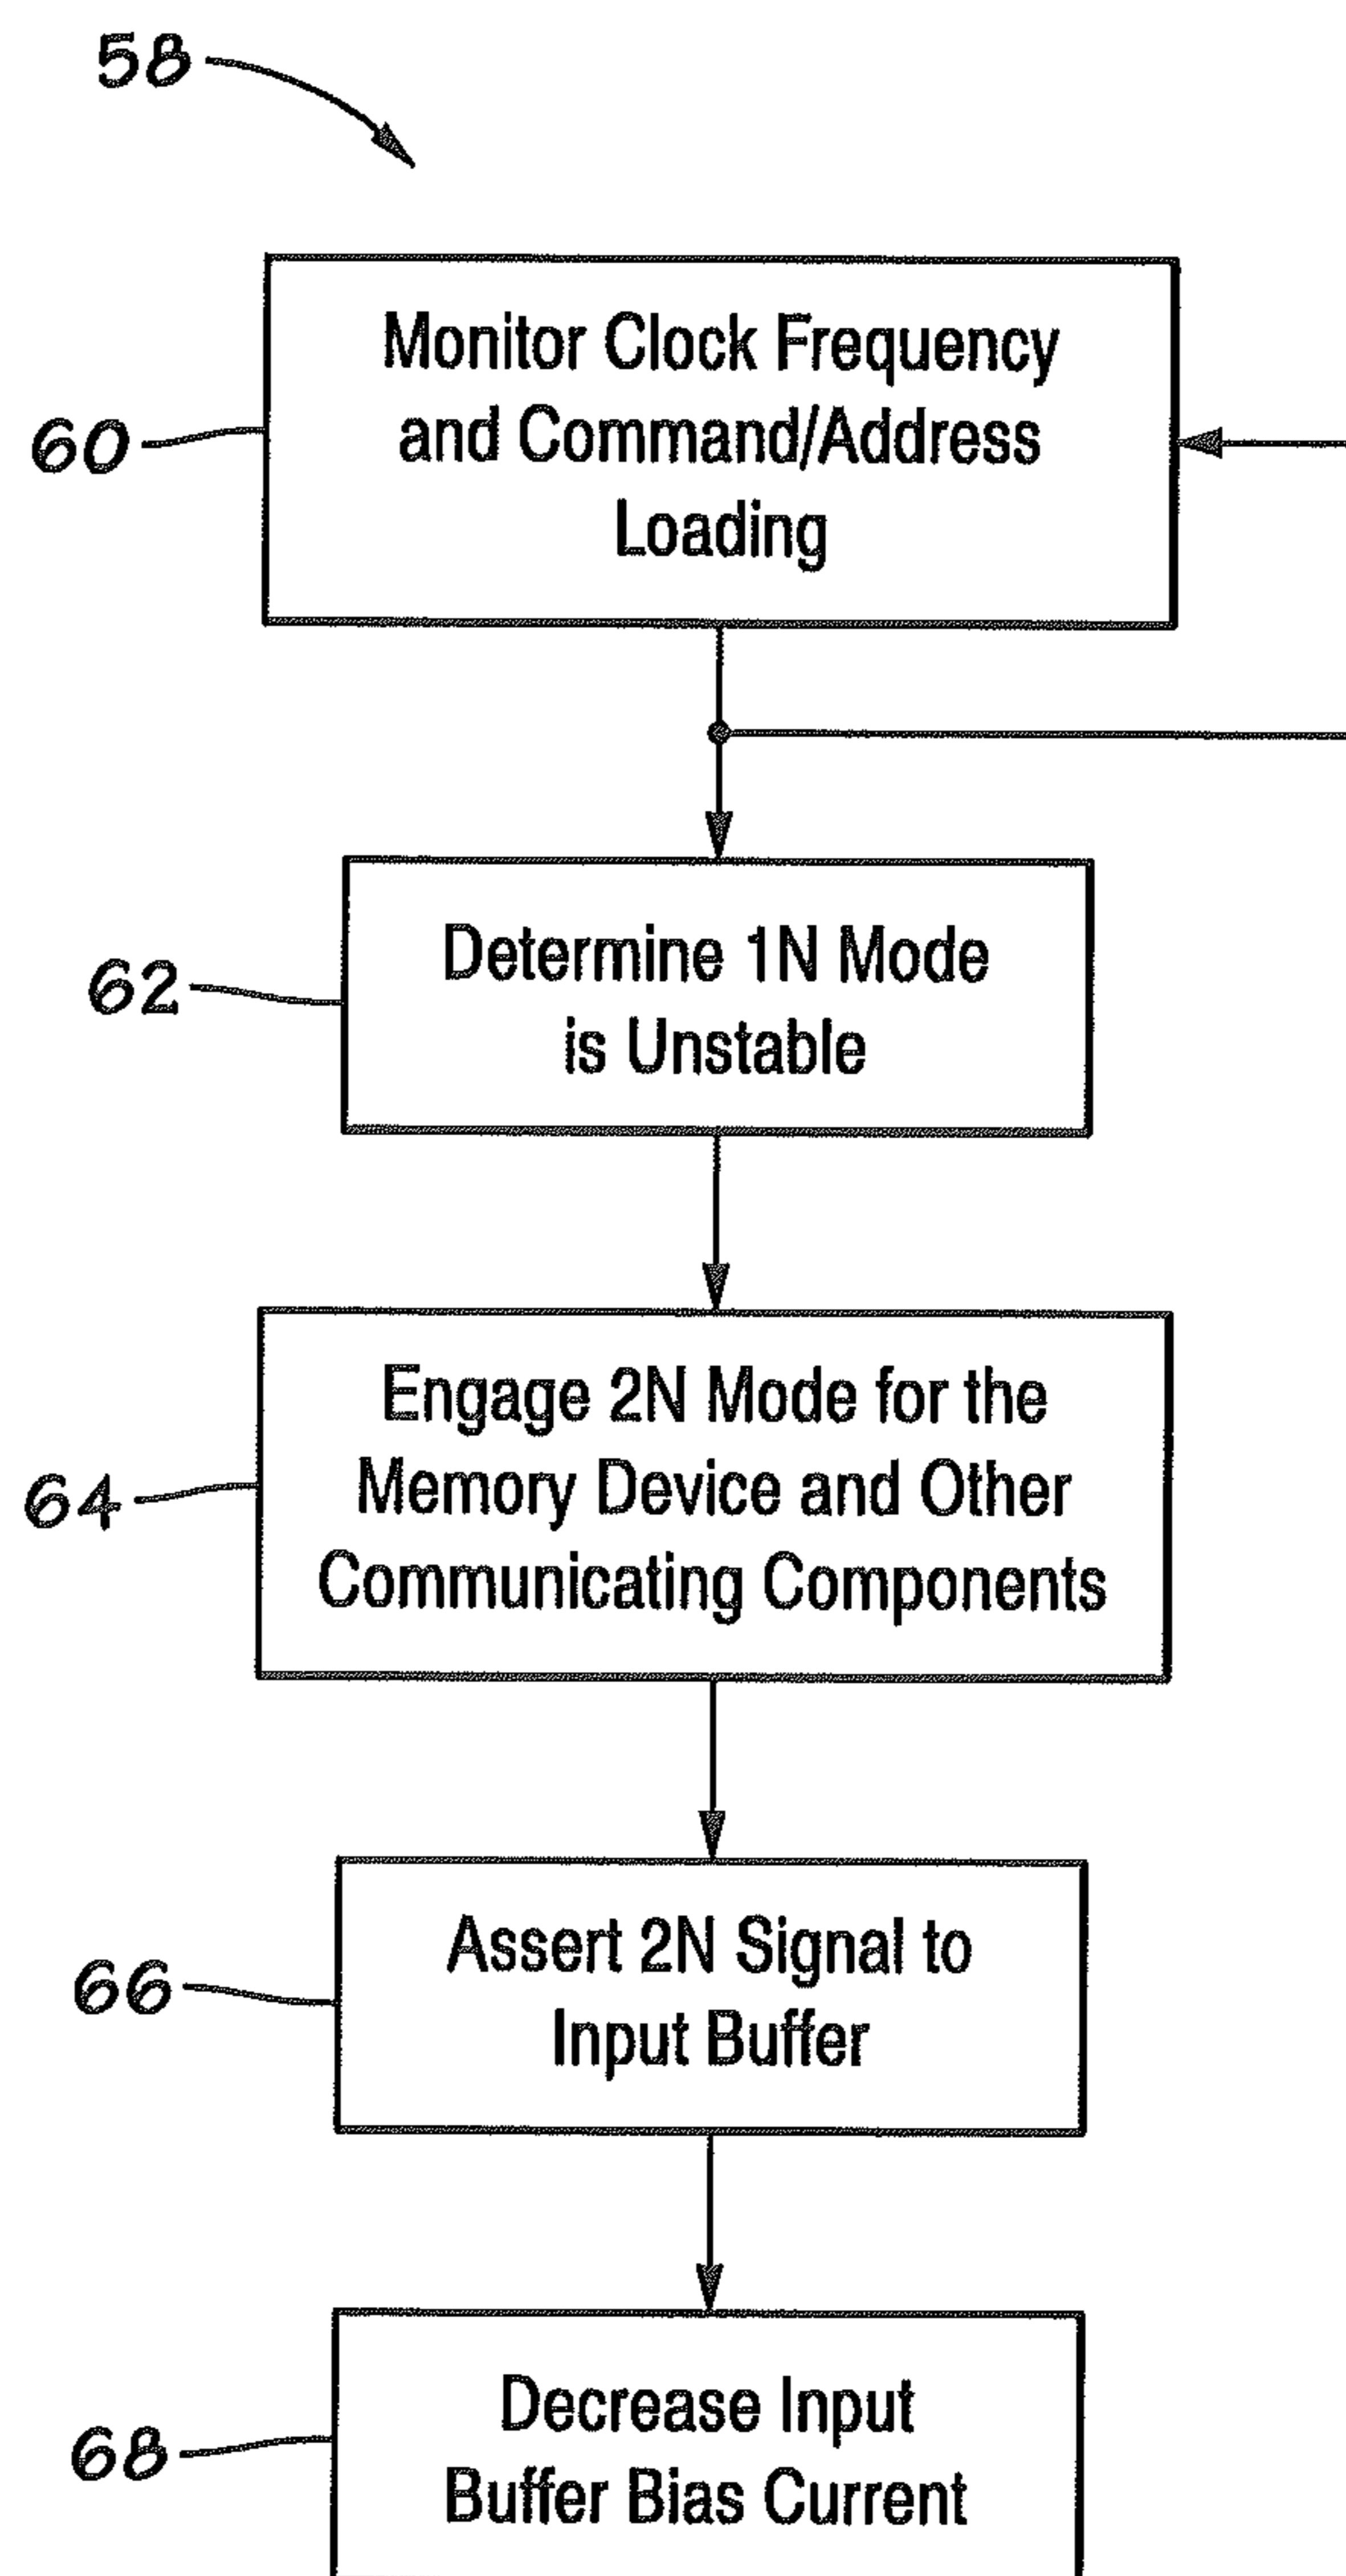 58
60
Monitor Clock Frequency
and Command/Address
Loading
62
Determine 1N Mode
is Unstable
64
Engage 2N Mode for the
Memory Device and Other
Communicating Components
66
Assert 2N Signal to
Input Buffer
68
Decrease Input
Buffer Bias Current